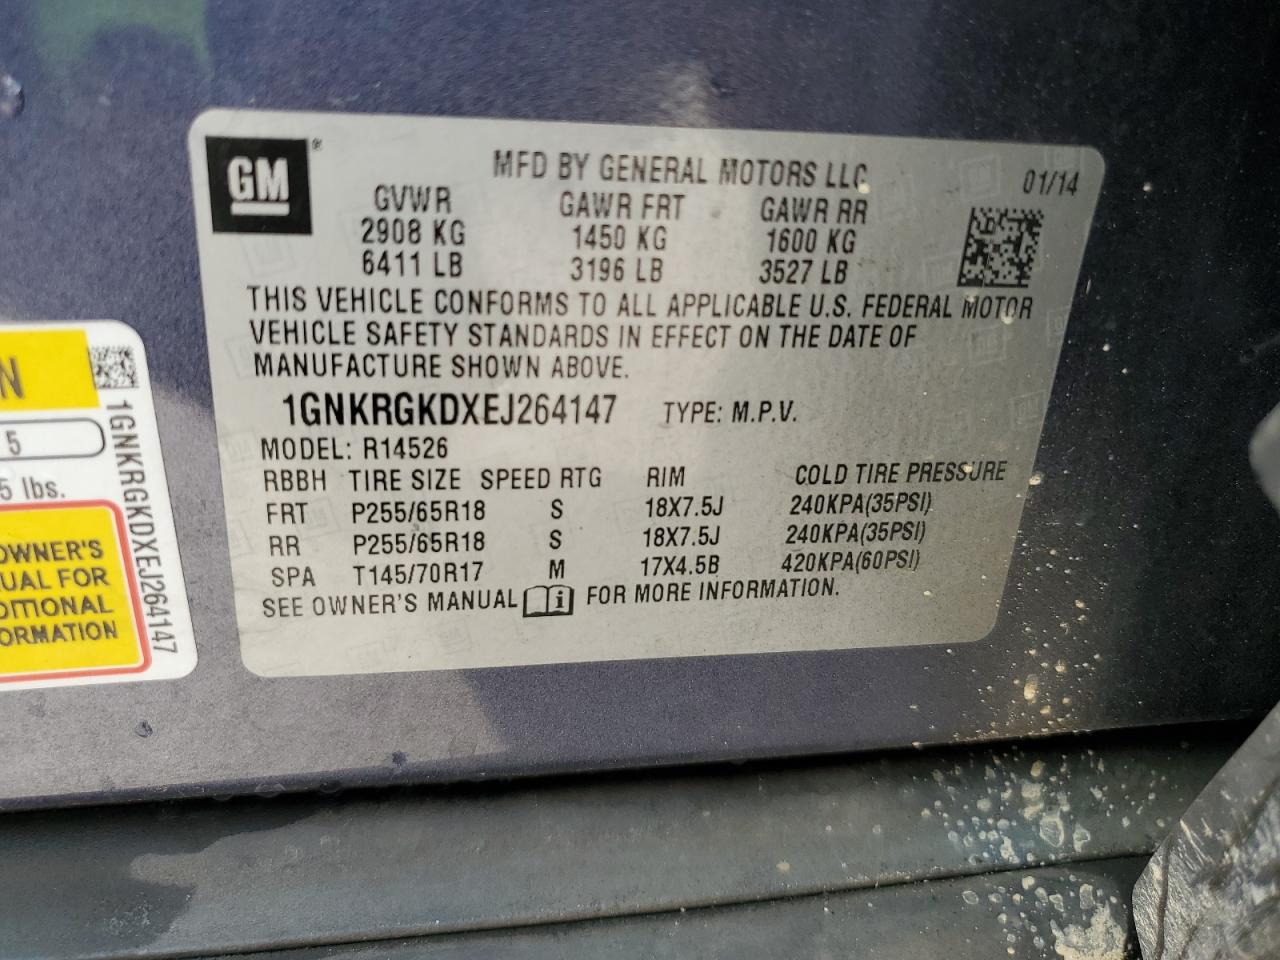 GM
®
MFD BY GENERAL MOTORS LLC
01/14
GVWR GAWR FRT GAWR RR
2908 KG 1450 KG 1600 KG
6411 LB 3196 LB 3527 LB
THIS VEHICLE CONFORMS TO ALL APPLICABLE U.S. FEDERAL MOTOR
VEHICLE SAFETY STANDARDS IN EFFECT ON THE DATE OF
MANUFACTURE SHOWN ABOVE.
1GNKRGKDXEJ264147 TYPE: M.P.V.
MODEL: R14526
RBBH TIRE SIZE SPEED RTG RIM COLD TIRE PRESSURE
FRT P255/65R18 S 18X7.5J 240KPA(35PSI)
RR P255/65R18 S 18X7.5J 240KPA(35PSI)
SPA T145/70R17 M 17X4.5B 420KPA(60PSI)
SEE OWNER'S MANUAL i FOR MORE INFORMATION.
N
5
5 lbs.
OWNER'S
UAL FOR
DITIONAL
ORMATION
1GNKRGKDXEJ264147